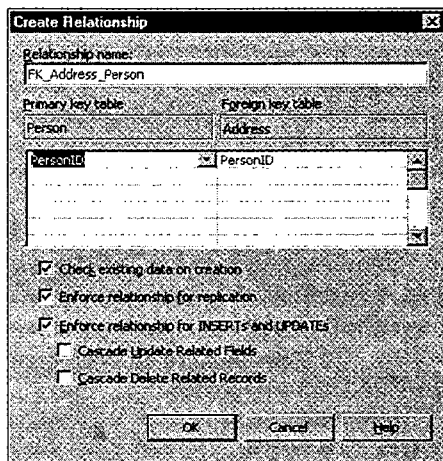 Create Relationship
Relationship name:
FK_Address_Person
Primary key table Foreign key table
Person Address
PersonID PersonID
Check existing data on creation
Enforce relationship for replication
Enforce relationship for INSERTs and UPDATEs
Cascade Update Related Fields
Cascade Delete Related Records
OK Cancel Help